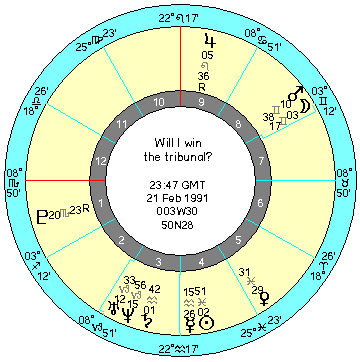 22° ♌ 17'
25° ♍ 23'
08° ♋ 51'
♃ 05 ♌ 36 R
18° ♎ 26'
03° ♊ 12'
♂ 10 ♊ 38
☽ 03 ♊ 17
10
9
11
8
12
7
Will I win
the tribunal?
08° ♏ 50'
08° ♉ 50'
23:47 GMT
21 Feb 1991
003W30
50N28
♇ 20 ♏ 23 R
1
6
2
5
3
4
03° ♐ 12'
18° ♈ 26'
♅ 12 ♑ 33
♆ 15 ♑ 56
♄ 01 ♒ 42
☿ 26 ♒ 15
☉ 02 ♓ 51
♀ 29 ♓ 31
08° ♑ 51'
25° ♓ 23'
22° ♒ 17'